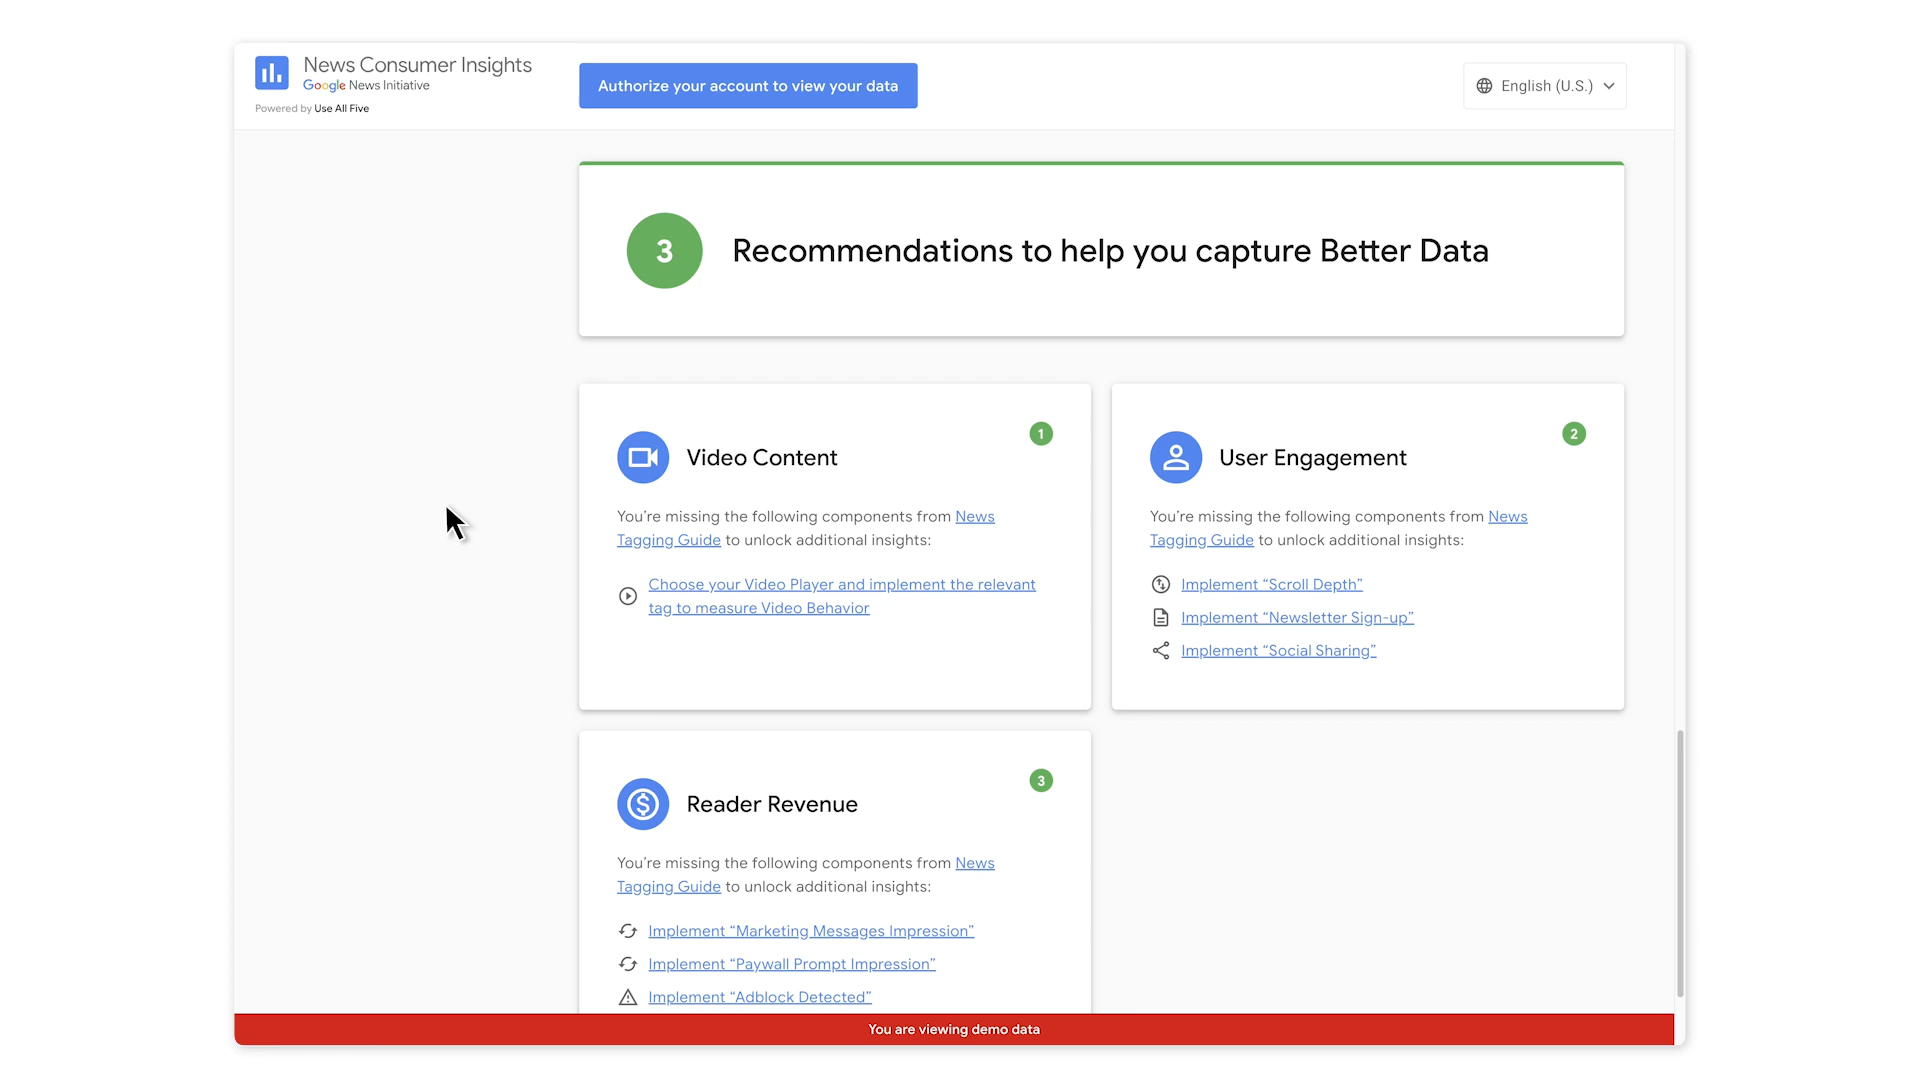 News Consumer Insights
Google News Initiative
Powered by Use All Five
Authorize your account to view your data
English (U.S.)
3
Recommendations to help you capture Better Data
1
Video Content
You’re missing the following components from News
Tagging Guide to unlock additional insights:
Choose your Video Player and implement the relevant
tag to measure Video Behavior
2
User Engagement
You’re missing the following components from News
Tagging Guide to unlock additional insights:
Implement “Scroll Depth”
Implement “Newsletter Sign-up”
Implement “Social Sharing”
3
Reader Revenue
You’re missing the following components from News
Tagging Guide to unlock additional insights:
Implement “Marketing Messages Impression”
Implement “Paywall Prompt Impression”
Implement “Adblock Detected”
You are viewing demo data